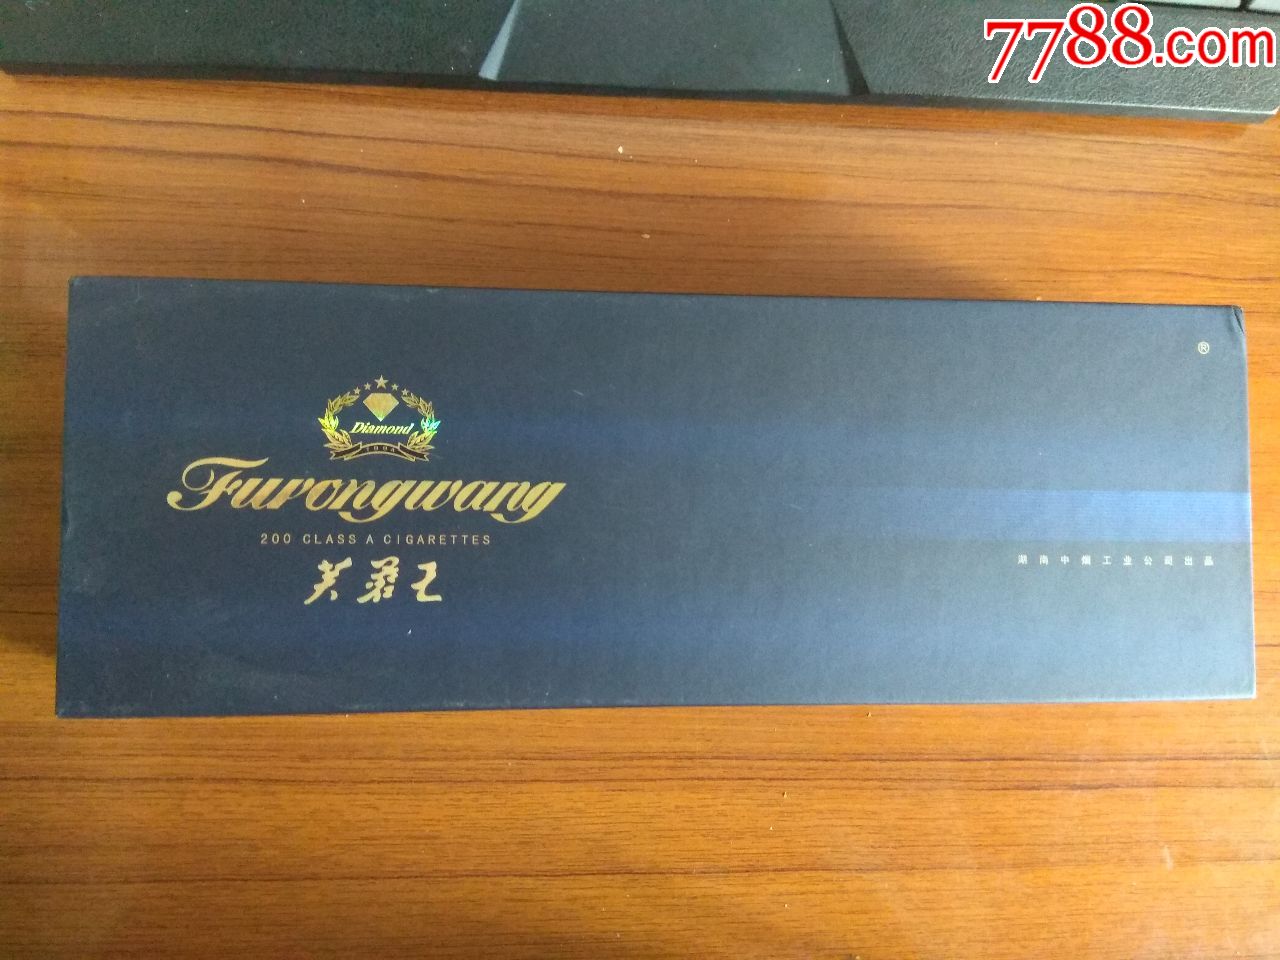 7788.com
®
Diamond
Furongwang
200 CLASS A CIGARETTES
芙蓉王
湖南中烟工业公司出品